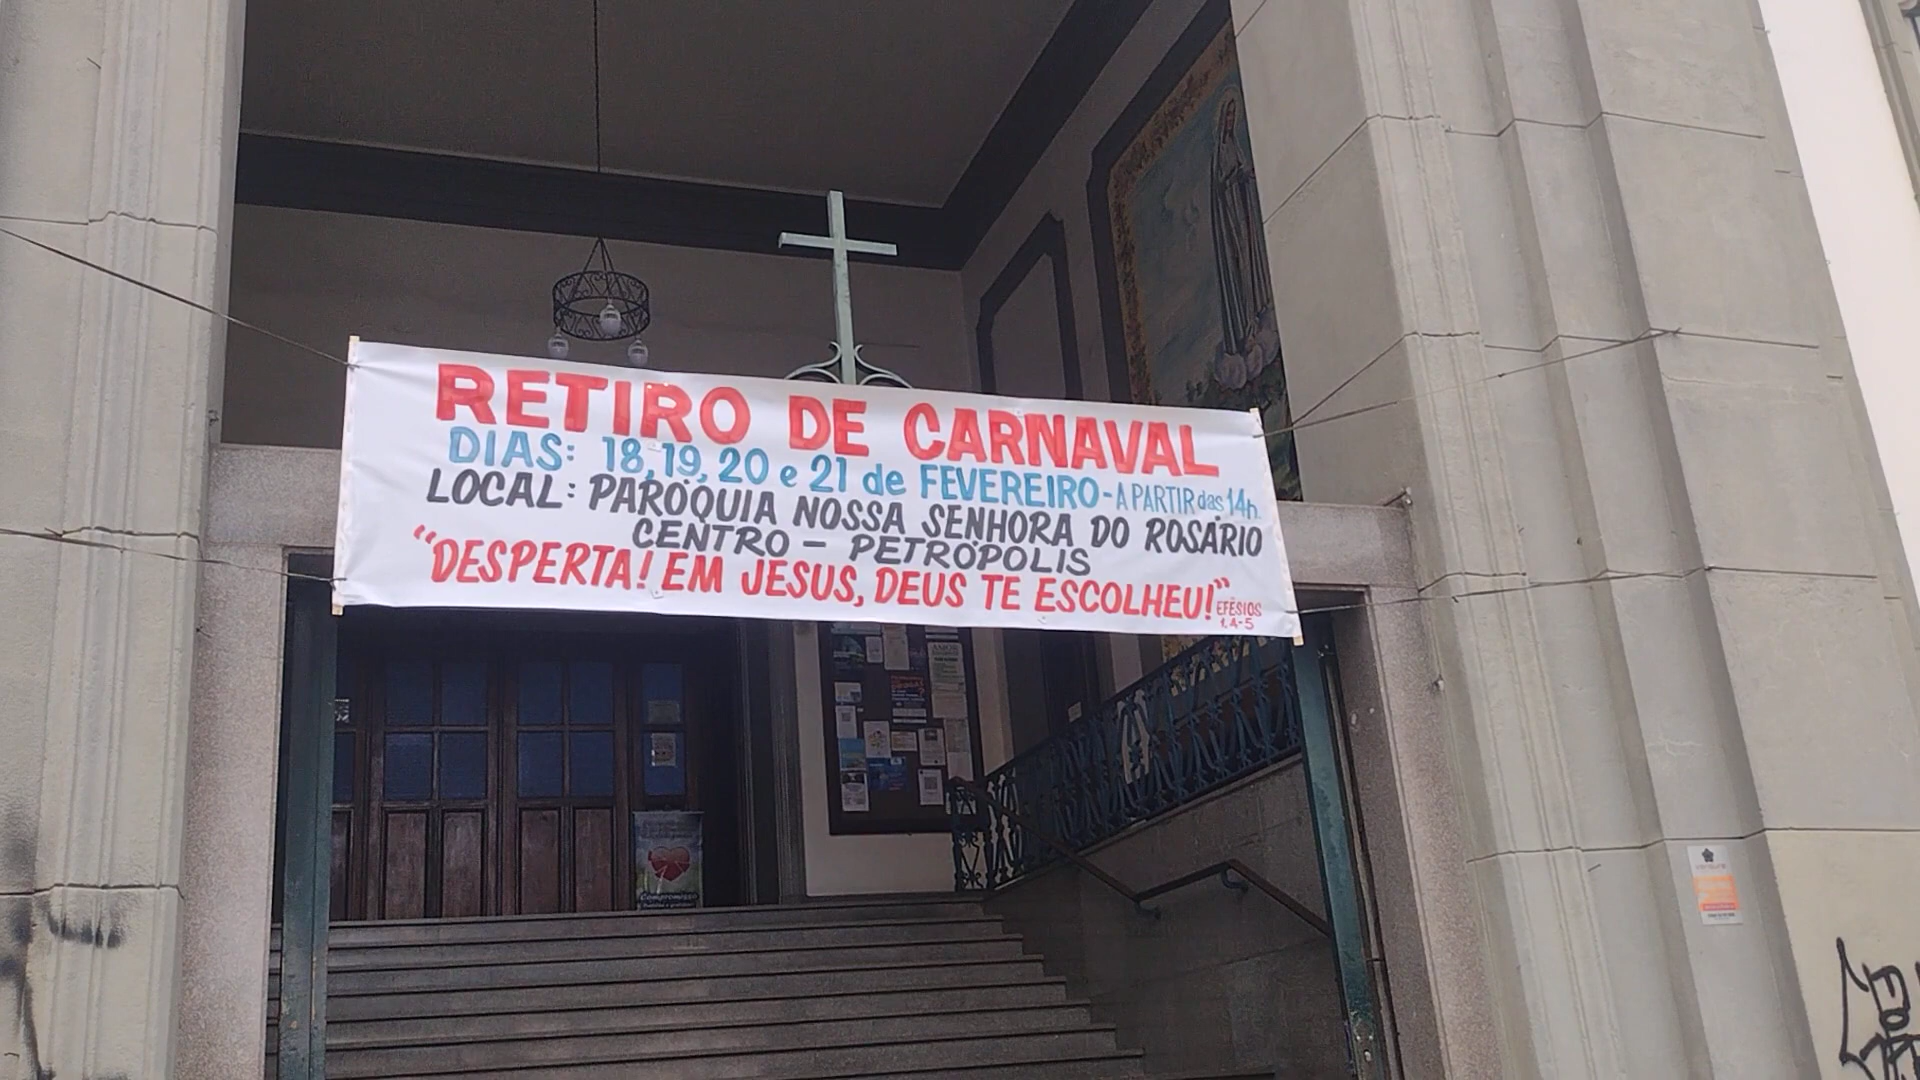 RETIRO DE CARNAVAL
DIAS: 18, 19, 20 e 21 de FEVEREIRO - A PARTIR das 14h.
LOCAL: PARÓQUIA NOSSA SENHORA DO ROSÁRIO
CENTRO - PETRÓPOLIS
"DESPERTA! EM JESUS, DEUS TE ESCOLHEU!" EFÉSIOS
1,4-5